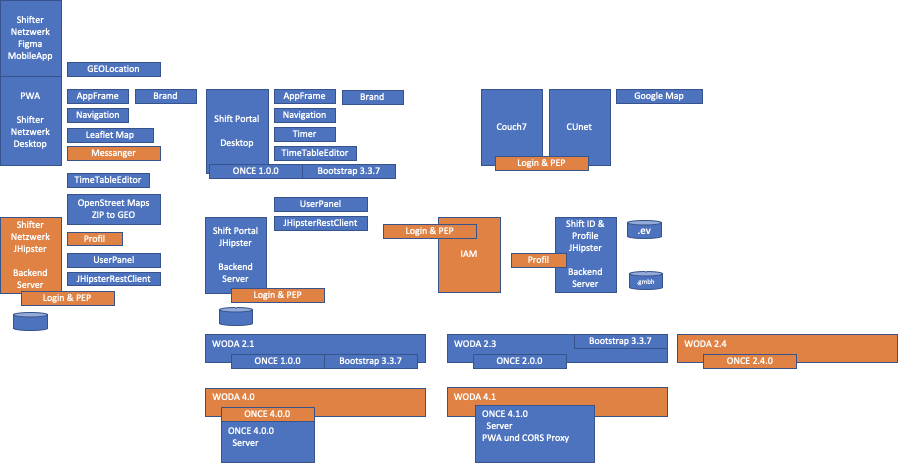 Shifter
Netzwerk
Figma
MobileApp
GEOLocation
PWA
Shifter
Netzwerk
Desktop
AppFrame
Brand
Navigation
Leaflet Map
Messanger
TimeTableEditor
OpenStreet Maps
ZIP to GEO
Shifter
Netzwerk
JHipster
Backend
Server
Profil
UserPanel
JHipsterRestClient
Login & PEP
Shift Portal
Desktop
AppFrame
Brand
Navigation
Timer
TimeTableEditor
ONCE 1.0.0
Bootstrap 3.3.7
UserPanel
JHipsterRestClient
Shift Portal
JHipster
Backend
Server
Login & PEP
Couch7
CUnet
Google Map
Login & PEP
Login & PEP
IAM
Profil
Shift ID &
Profile
JHipster
Backend
Server
.ev
.gmbh
WODA 2.1
ONCE 1.0.0
Bootstrap 3.3.7
WODA 2.3
Bootstrap 3.3.7
ONCE 2.0.0
WODA 2.4
ONCE 2.4.0
WODA 4.0
ONCE 4.0.0
ONCE 4.0.0
Server
WODA 4.1
ONCE 4.1.0
Server
PWA und CORS Proxy